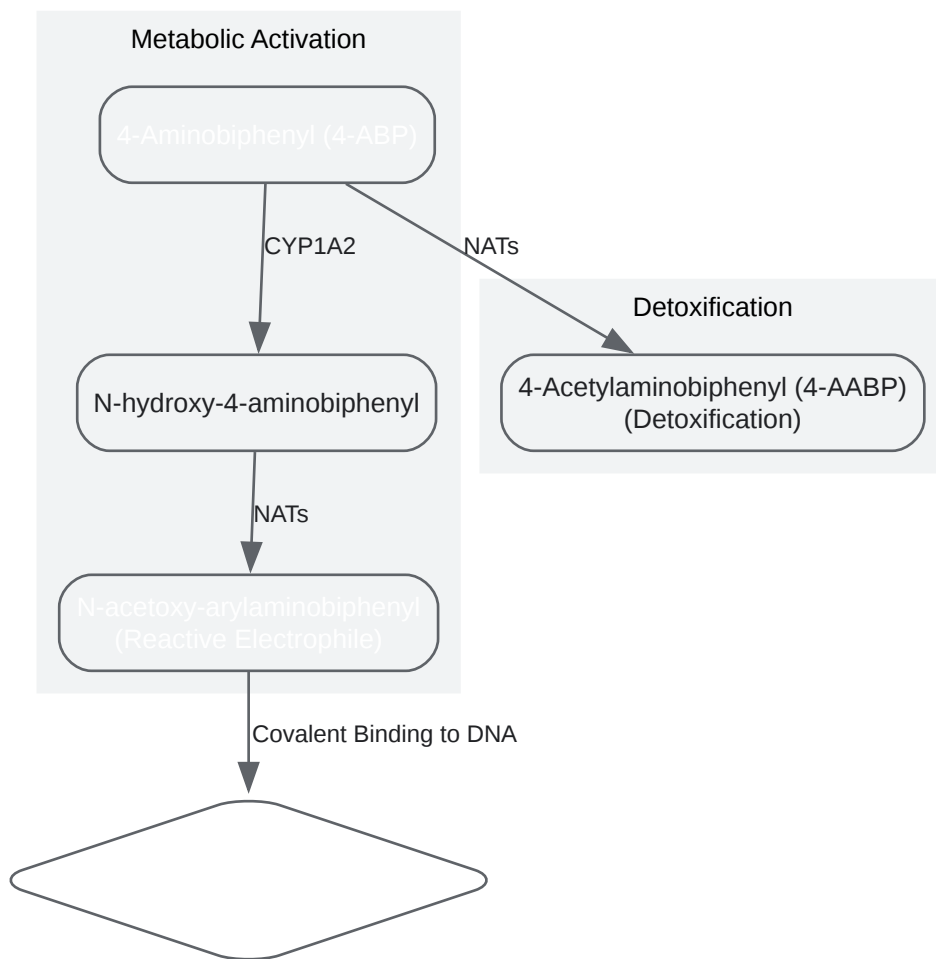 Metabolic Activation
4-Aminobiphenyl (4-ABP)
CYP1A2
NATs
Detoxification
N-hydroxy-4-aminobiphenyl
4-Acetylaminobiphenyl (4-AABP)
(Detoxification)
NATs
N-acetoxy-arylaminobiphenyl
(Reactive Electrophile)
Covalent Binding to DNA